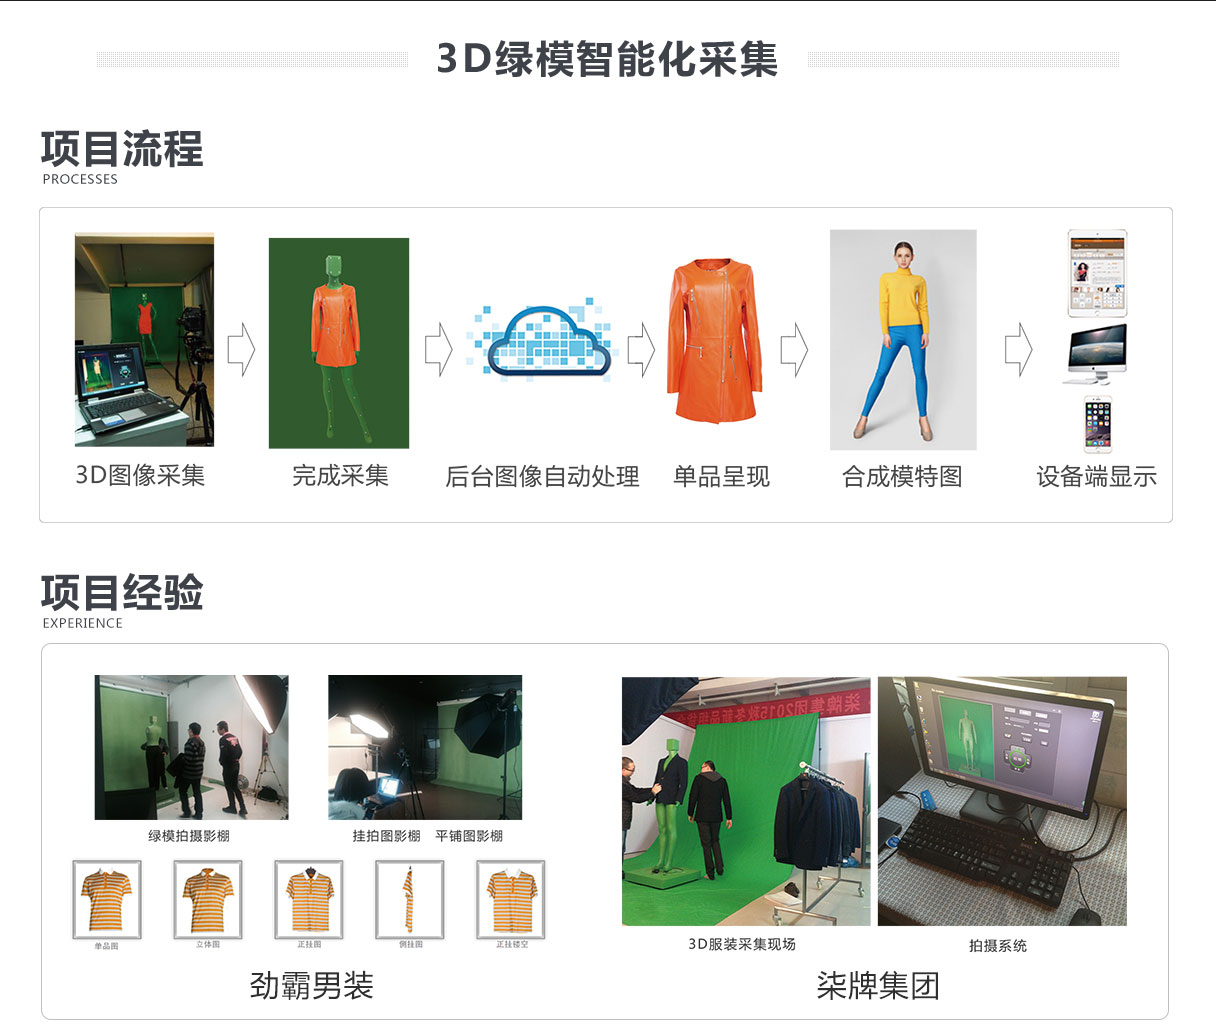 3D绿模智能化采集
项目流程
PROCESSES
3D图像采集
完成采集
后台图像自动处理
单品呈现
合成模特图
设备端显示
项目经验
EXPERIENCE
绿模拍摄影棚
挂拍图影棚 平铺图影棚
单品图
立体图
正挂图
侧挂图
正挂镂空
劲霸男装
3D服装采集现场
拍摄系统
柒牌集团